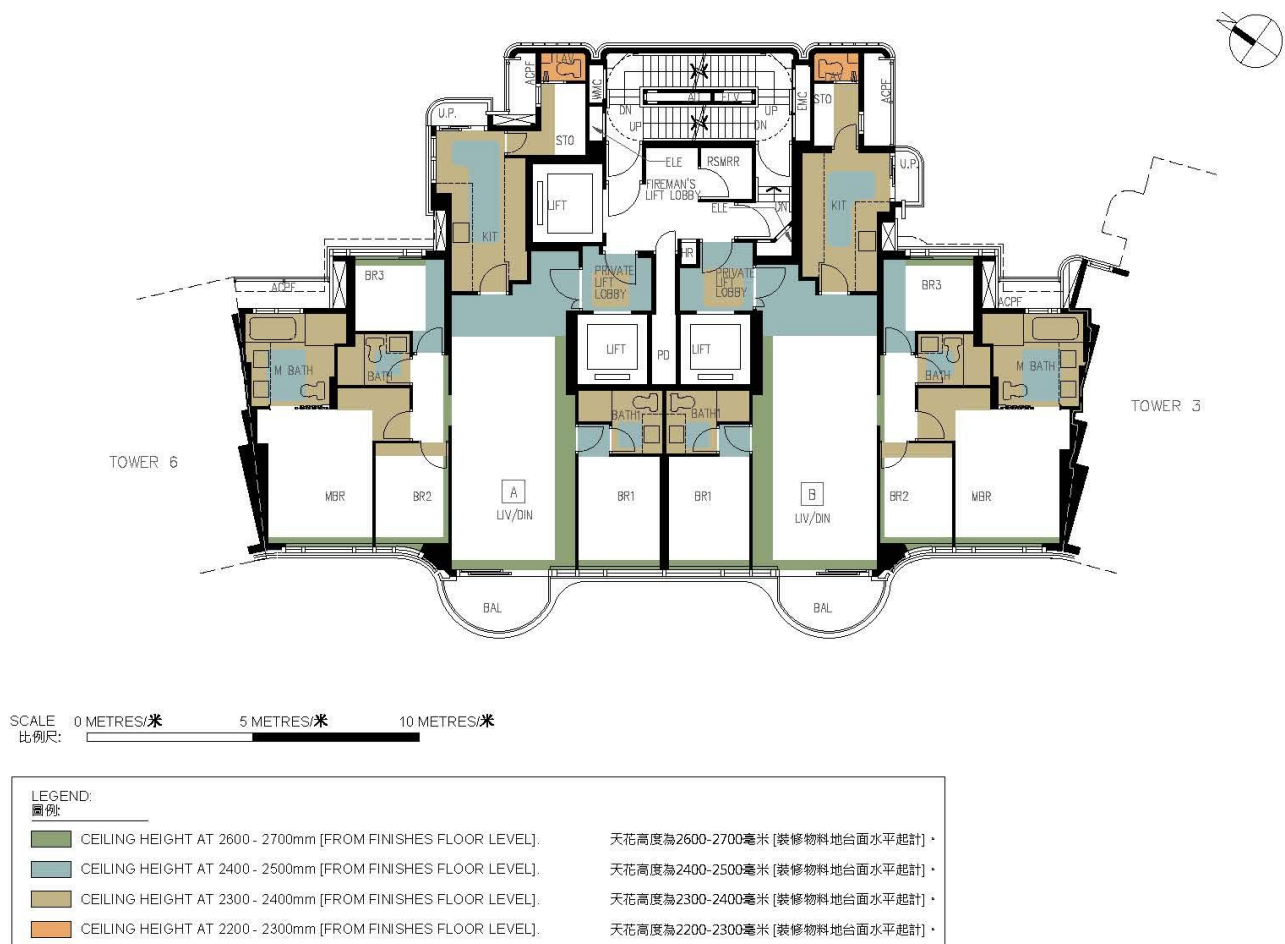 N
LAV
LAV
ACPF
WMC
EMC
ACPF
AD
ELV
U.P.
DN
UP
UP
DN
STO
STO
ELE
RSMRR
U.P.
FIREMAN'S
LIFT LOBBY
LIFT
ELE
DN
KIT
KIT
HR
BR3
PRIVATE
LIFT
LOBBY
PRIVATE
LIFT
LOBBY
BR3
ACPF
ACPF
LIFT
PD
LIFT
M BATH
BATH
BATH
M BATH
TOWER 3
BATH1
BATH1
TOWER 6
MBR
BR2
A
LIV/DIN
BR1
BR1
B
LIV/DIN
BR2
MBR
BAL
BAL
SCALE 0 METRES/米 5 METRES/米 10 METRES/米
比例尺:
LEGEND:
圖例:
CEILING HEIGHT AT 2600 - 2700mm [FROM FINISHES FLOOR LEVEL]. 天花高度為2600-2700毫米 [裝修物料地台面水平起計]。
CEILING HEIGHT AT 2400 - 2500mm [FROM FINISHES FLOOR LEVEL]. 天花高度為2400-2500毫米 [裝修物料地台面水平起計]。
CEILING HEIGHT AT 2300 - 2400mm [FROM FINISHES FLOOR LEVEL]. 天花高度為2300-2400毫米 [裝修物料地台面水平起計]。
CEILING HEIGHT AT 2200 - 2300mm [FROM FINISHES FLOOR LEVEL]. 天花高度為2200-2300毫米 [裝修物料地台面水平起計]。